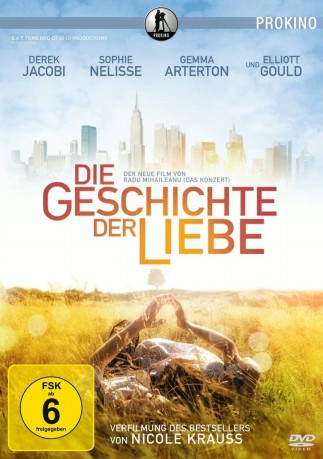 PROKINO
PROKINO
DEREK JACOBI
SOPHIE NELISSE
GEMMA ARTERTON
UND ELLIOTT GOULD
DIE
DER NEUE FILM VON
RADU MIHAILEANU (DAS KONZERT)
GESCHICHTE
DER LIEBE
FSK
ab
6
freigegeben
VERFILMUNG DES BESTSELLERS
VON NICOLE KRAUSS
DVD
VIDEO